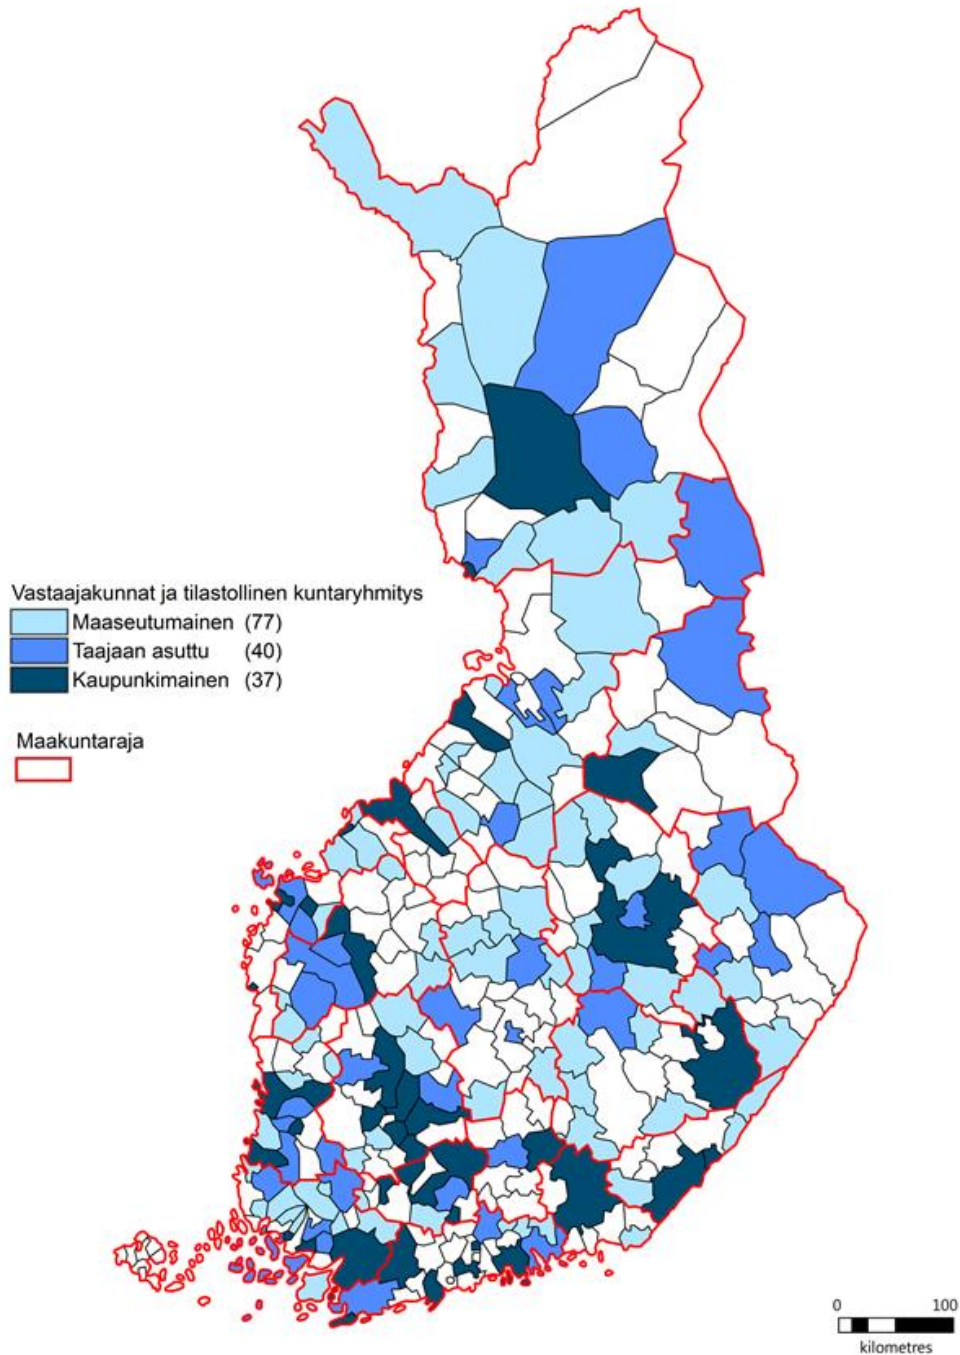 Vastaajakunnat ja tilastollinen kuntaryhmitys
Maaseutumainen (77)
Taajaan asuttu (40)
Kaupunkimainen (37)
Maakuntaraja
0 100
kilometres